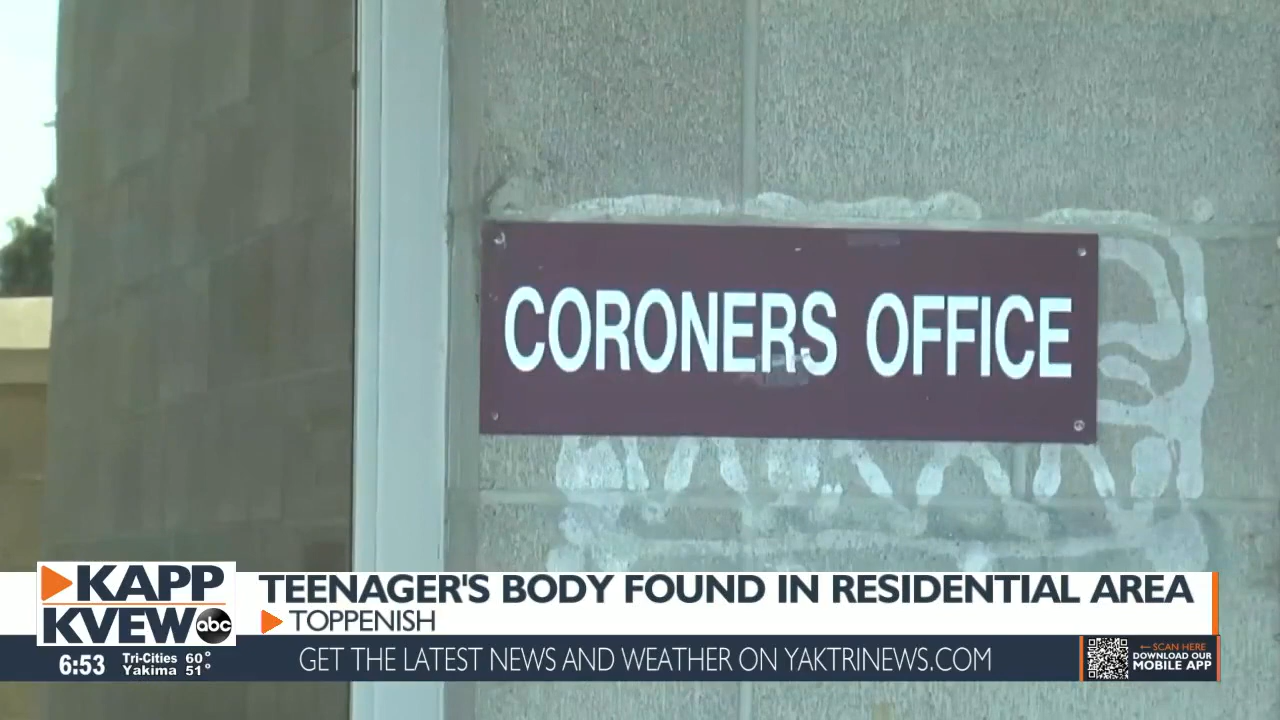 CORONERS OFFICE
KAPP
KVEW abc
TEENAGER'S BODY FOUND IN RESIDENTIAL AREA
TOPPENISH
6:53
Tri-Cities 60°
Yakima 51°
GET THE LATEST NEWS AND WEATHER ON YAKTRINEWS.COM
←SCAN HERE
DOWNLOAD OUR
MOBILE APP